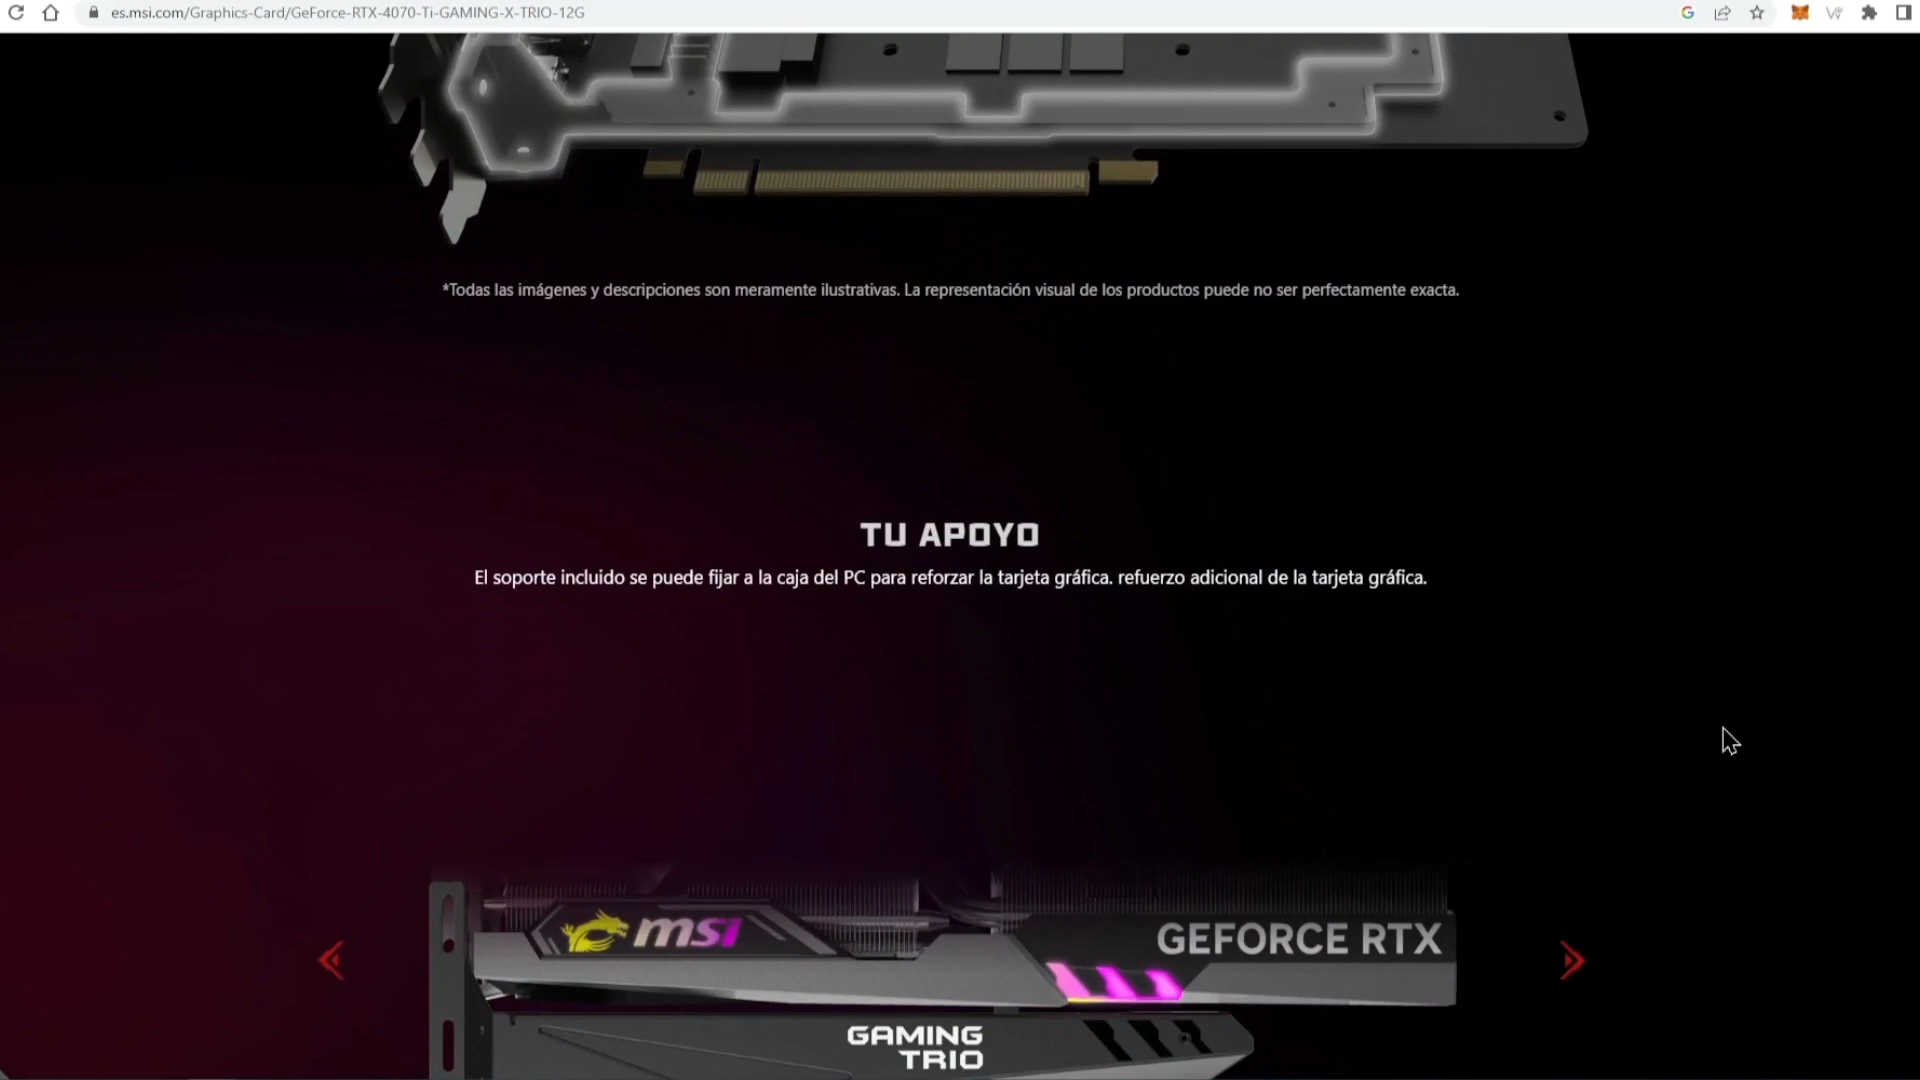 es.msi.com/Graphics-Card/GeForce-RTX-4070-Ti-GAMING-X-TRIO-12G
*Todas las imágenes y descripciones son meramente ilustrativas. La representación visual de los productos puede no ser perfectamente exacta.
TU APOYO
El soporte incluido se puede fijar a la caja del PC para reforzar la tarjeta gráfica. refuerzo adicional de la tarjeta gráfica.
msi
GEFORCE RTX
GAMING
TRIO